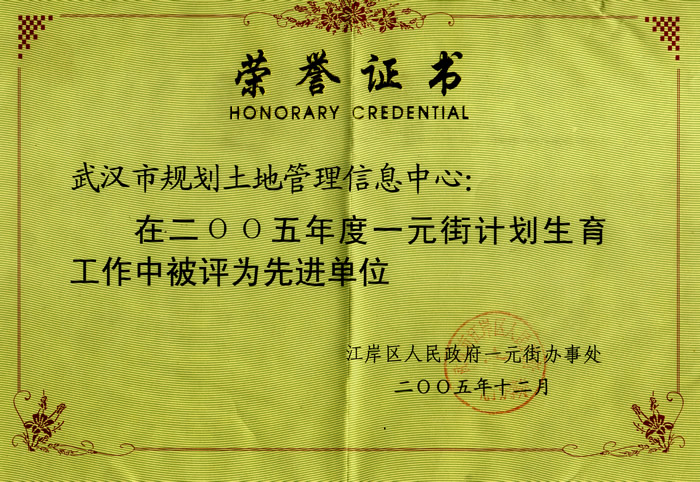 荣誉证书
HONORARY CREDENTIAL
武汉市规划土地管理信息中心：
在二〇〇五年度一元街计划生育
工作中被评为先进单位
江岸区人民政府一元街办事处
二〇〇五年十二月